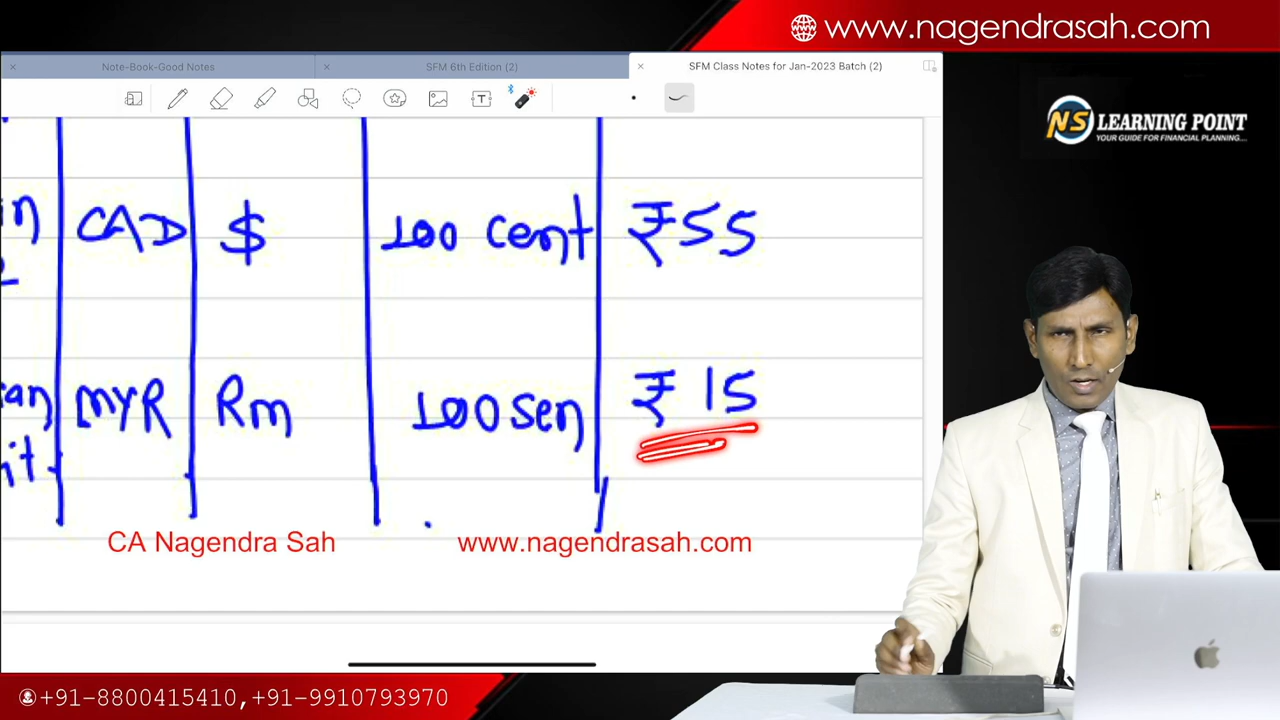 www.nagendrasah.com
Note-Book-Good Notes
SFM 6th Edition (2)
SFM Class Notes for Jan-2023 Batch (2)
NS LEARNING POINT
YOUR GUIDE FOR FINANCIAL PLANNING....
CAD $ 100 cent ₹55
MYR Rm 100 sen ₹ 15
CA Nagendra Sah www.nagendrasah.com
+91-8800415410,+91-9910793970